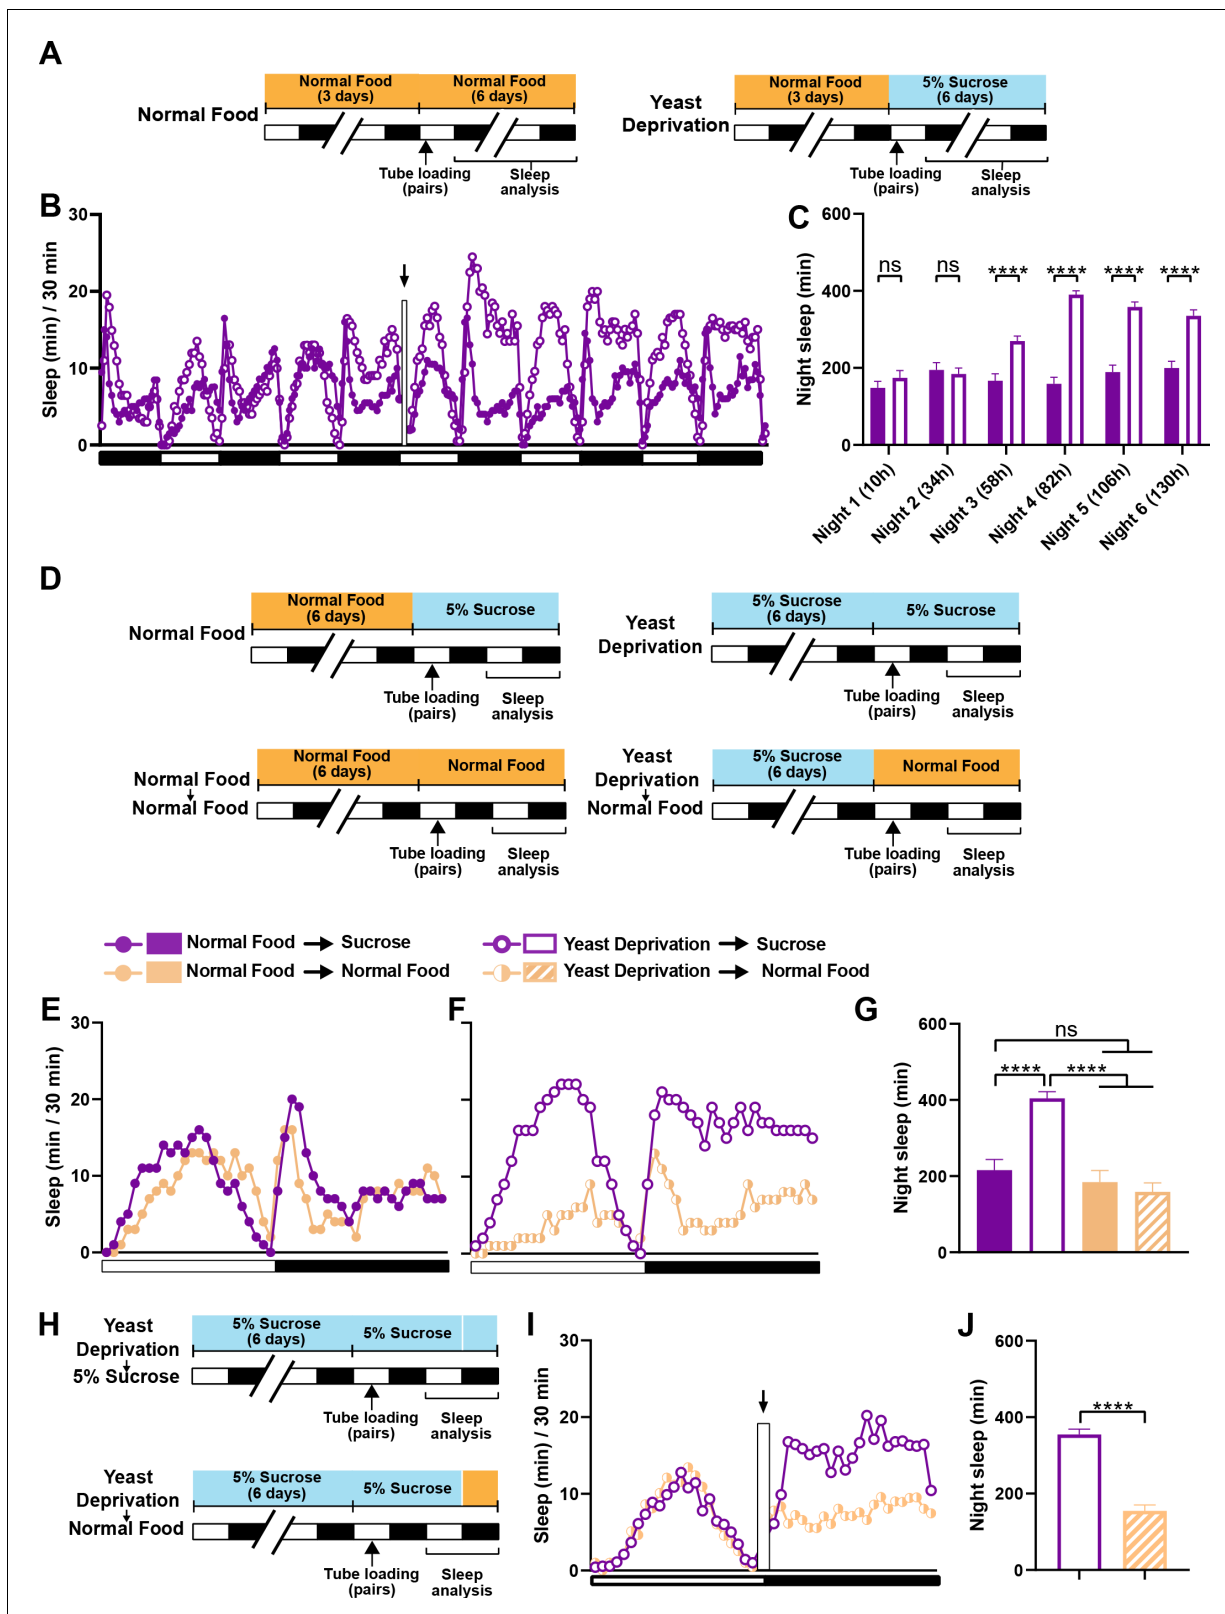 A
Normal Food
Normal Food
(3 days)
Normal Food
(6 days)
Tube loading
(pairs)
Sleep
analysis
Yeast
Deprivation
Normal Food
(3 days)
5% Sucrose
(6 days)
Tube loading
(pairs)
Sleep
analysis
B
Sleep (min) / 30 min
30
20
10
0
C
Night sleep (min)
600
400
200
0
ns
ns
****
****
****
****
Night 1 (10h)
Night 2 (34h)
Night 3 (58h)
Night 4 (82h)
Night 5 (106h)
Night 6 (130h)
D
Normal Food
Normal Food
(6 days)
5% Sucrose
Tube loading
(pairs)
Sleep
analysis
Yeast
Deprivation
5% Sucrose
(6 days)
5% Sucrose
Tube loading
(pairs)
Sleep
analysis
Normal Food
Normal Food
Normal Food
(6 days)
Normal Food
Tube loading
(pairs)
Sleep
analysis
Yeast
Deprivation
Normal Food
5% Sucrose
(6 days)
Normal Food
Tube loading
(pairs)
Sleep
analysis
Normal Food → Sucrose
Normal Food → Normal Food
Yeast Deprivation → Sucrose
Yeast Deprivation → Normal Food
E
Sleep (min / 30 min)
30
20
10
0
F
G
Night sleep (min)
600
400
200
0
ns
****
****
H
Yeast
Deprivation
5% Sucrose
5% Sucrose
(6 days)
5% Sucrose
Tube loading
(pairs)
Sleep
analysis
Yeast
Deprivation
Normal Food
5% Sucrose
(6 days)
5% Sucrose
Tube loading
(pairs)
Sleep
analysis
I
Sleep (min) / 30 min
30
20
10
0
J
Night sleep (min)
600
400
200
0
****